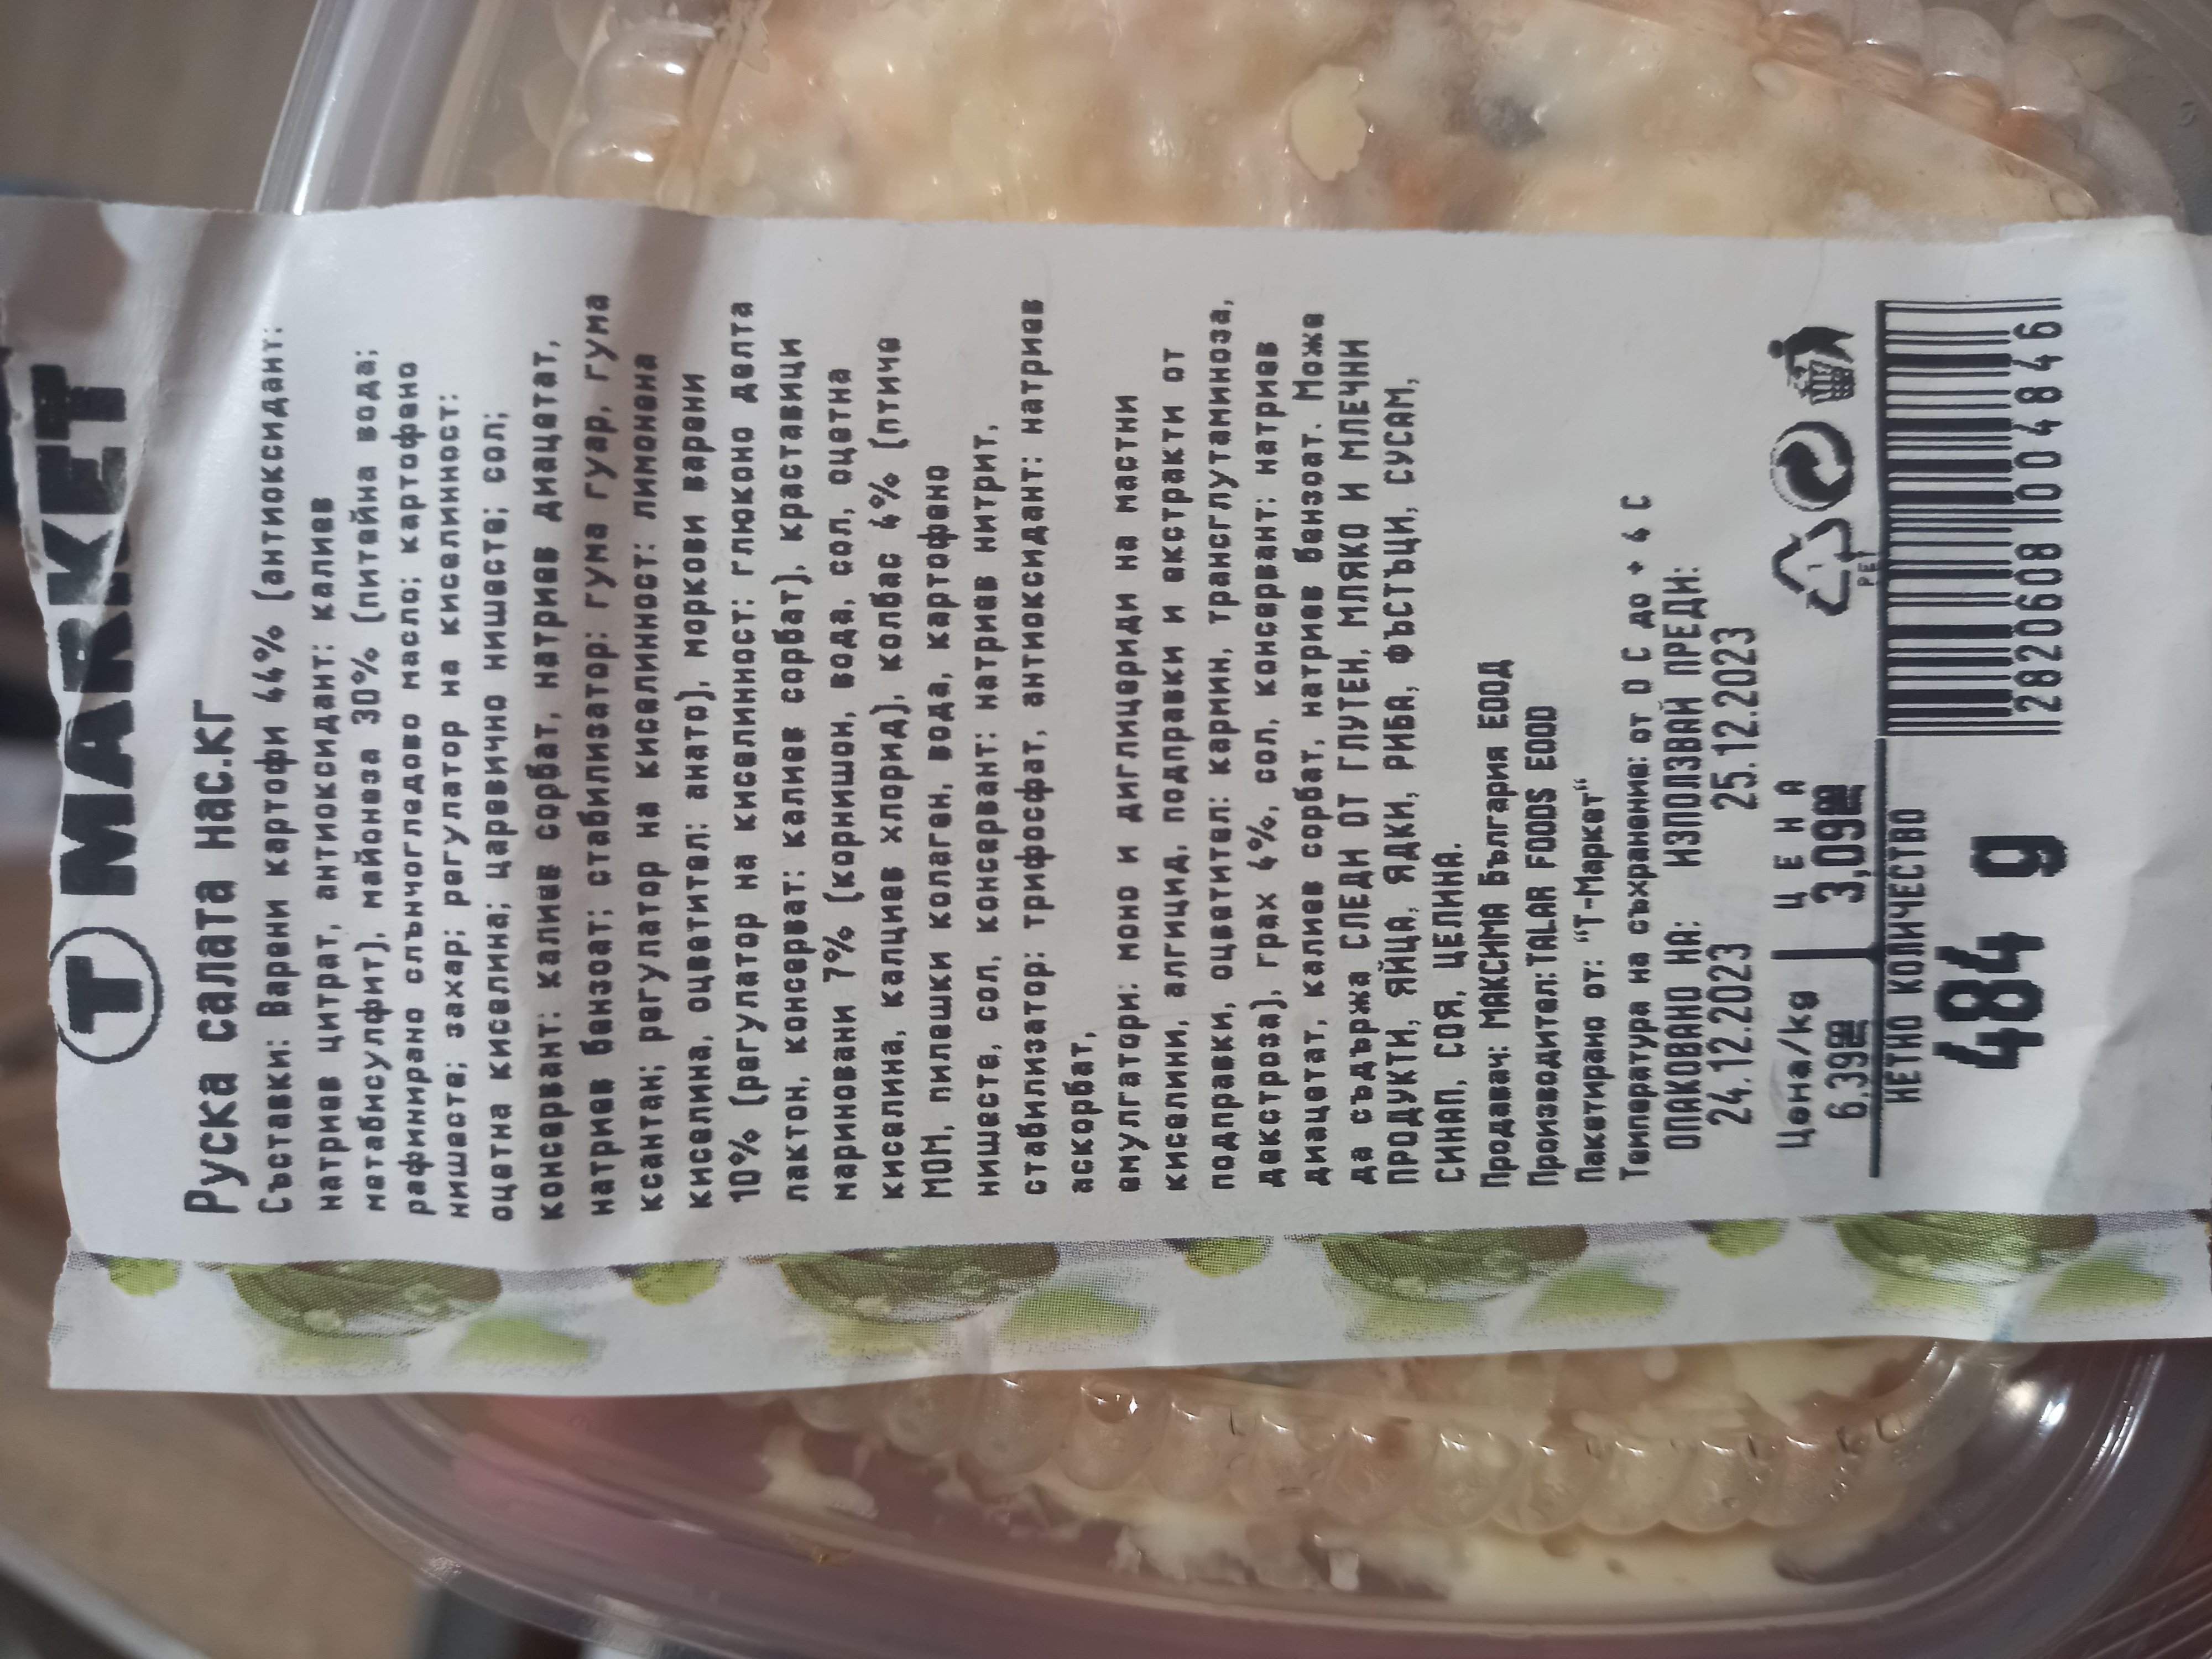 T MARKET
Руска салата нас.кг
Съставки: Варени картофи 44% (антиоксидант:
натриев цитрат, антиоксидант: калиев
метабисулфит), майонеза 30% (питейна вода;
рафинирано слънчогледово масло; картофено
нишесте; захар; регулатор на киселинност:
оцетна киселина; царевично нишесте; сол;
консервант: калиев сорбат, натриев диацетат,
натриев бензоат; стабилизатор: гума гуар, гума
ксантан; регулатор на киселинност: лимонена
киселина, оцветител: анато), моркови варени
10% (регулатор на киселинност: глюконо делта
лактон, консерват: калиев сорбат), краставици
мариновани 7% (корнишон, вода, сол, оцетна
киселина, калциев хлорид), колбас 4% (птиче
МОМ, пилешки колаген, вода, картофено
нишесте, сол, консервант: натриев нитрит,
стабилизатор: трифосфат, антиоксидант: натриев
аскорбат,
емулгатори: моно и диглицериди на мастни
киселини, алгицид, подправки и екстракти от
подправки, оцветител: кармин, трансглутаминоза,
декстроза), грах 4%, сол, консервант: натриев
диацетат, калиев сорбат, натриев бензоат. Може
да съдържа СЛЕДИ ОТ ГЛУТЕН, МЛЯКО И МЛЕЧНИ
ПРОДУКТИ, ЯЙЦА, ЯДКИ, РИБА, ФЪСТЪЦИ, СУСАМ,
СИНАП, СОЯ, ЦЕЛИНА.
Продавач: МАКСИМА България ЕООД
Производител: TALAR FOODS EOOD
Пакетирано от: "Т-Маркет"
Температура на съхранение: от 0 С до + 4 С
ОПАКОВАНО НА: ИЗПОЛЗВАЙ ПРЕДИ:
24.12.2023 25.12.2023
Цена/kg ЦЕНА
6,39 3,09
PET
НЕТНО КОЛИЧЕСТВО
484 g
2820608004846